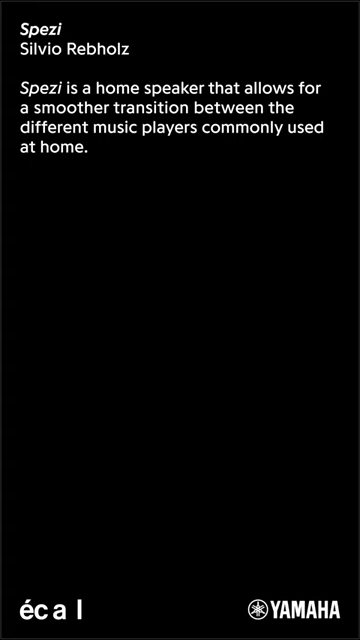 Spezi
Silvio Rebholz
Spezi is a home speaker that allows for
a smoother transition between the
different music players commonly used
at home.
éc a l
YAMAHA